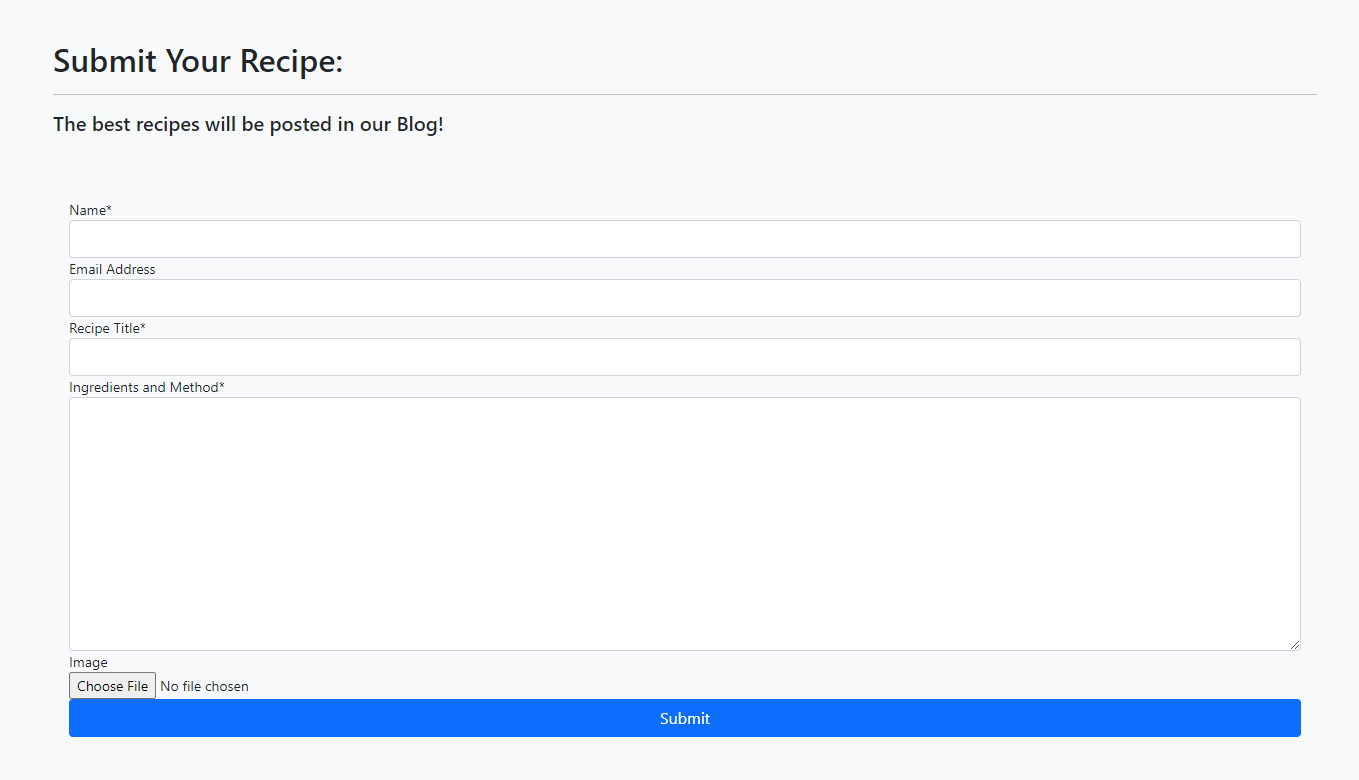 Submit Your Recipe:
The best recipes will be posted in our Blog!
Name*
Email Address
Recipe Title*
Ingredients and Method*
Image
Choose File No file chosen
Submit